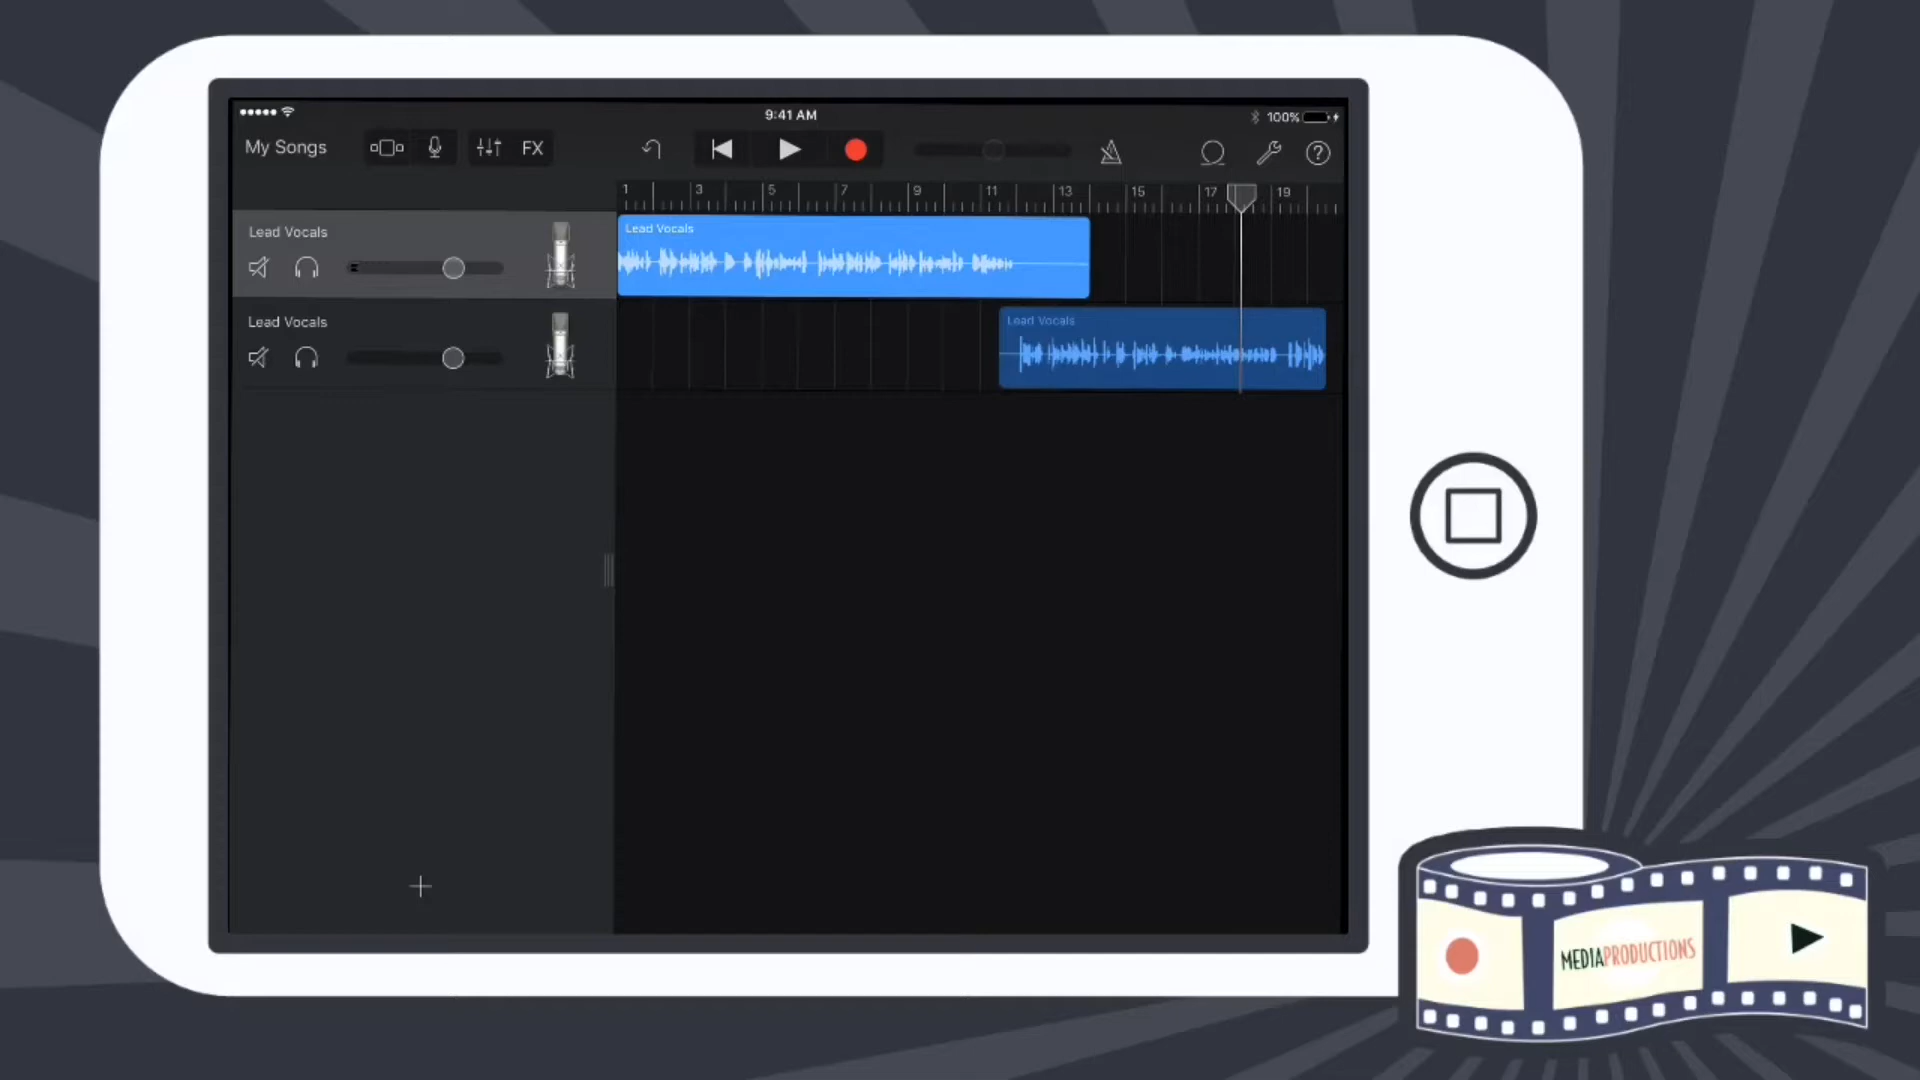 9:41 AM
100%
My Songs
FX
1 3 5 7 9 11 13 15 17 19
Lead Vocals
Lead Vocals
Lead Vocals
Lead Vocals
MEDIAPRODUCTIONS